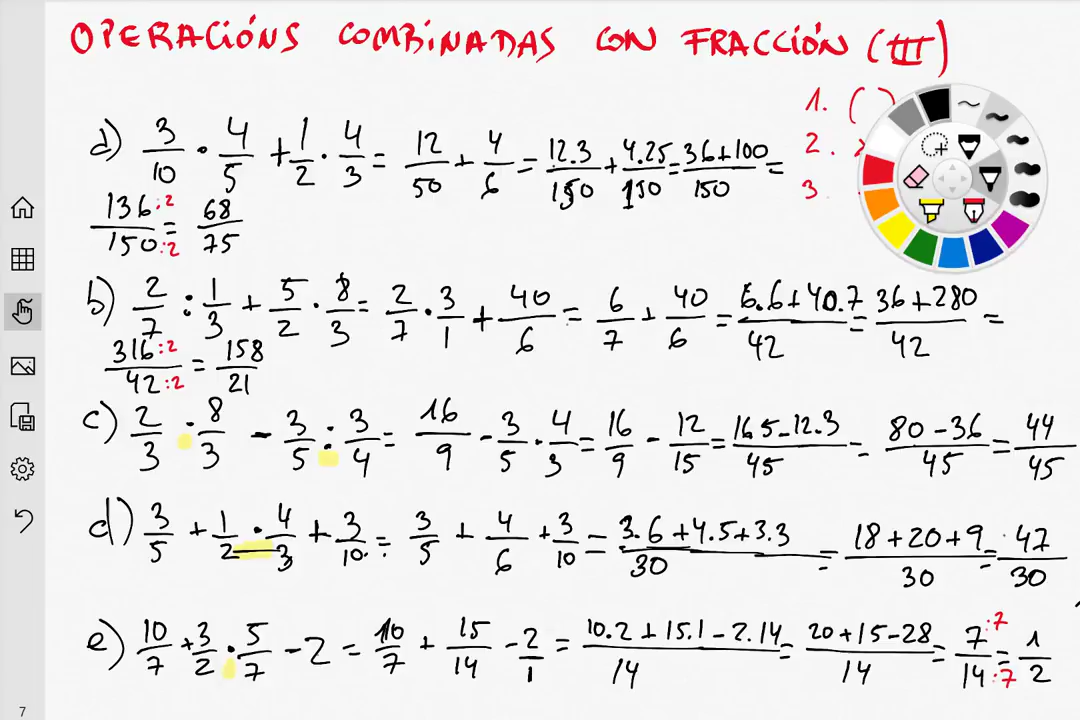 OPERACIÓNS COMBINADAS CON FRACCIÓN (III)
1. ( )
2.
3.
a) 3/10 · 4/5 + 1/2 · 4/3 = 12/50 + 4/6 = 12.3/150 + 4.25/150 = 36+100/150 =
136:2/150:2 = 68/75
b) 2/7 : 1/3 + 5/2 · 8/3 = 2/7 · 3/1 + 40/6 = 6/7 + 40/6 = 6.6+40.7/42 = 36+280/42 =
316:2/42:2 = 158/21
c) 2/3 · 8/3 - 3/5 : 3/4 = 16/9 - 3/5 · 4/3 = 16/9 - 12/15 = 16.5-12.3/45 = 80-36/45 = 44/45
d) 3/5 + 1/2 · 4/3 + 3/10 = 3/5 + 4/6 + 3/10 = 3.6+4.5+3.3/30 = 18+20+9/30 = 47/30
e) 10/7 + 3/2 · 5/7 - 2 = 10/7 + 15/14 - 2/1 = 10.2+15.1-2.14/14 = 20+15-28/14 = 7:7/14:7 = 1/2
7